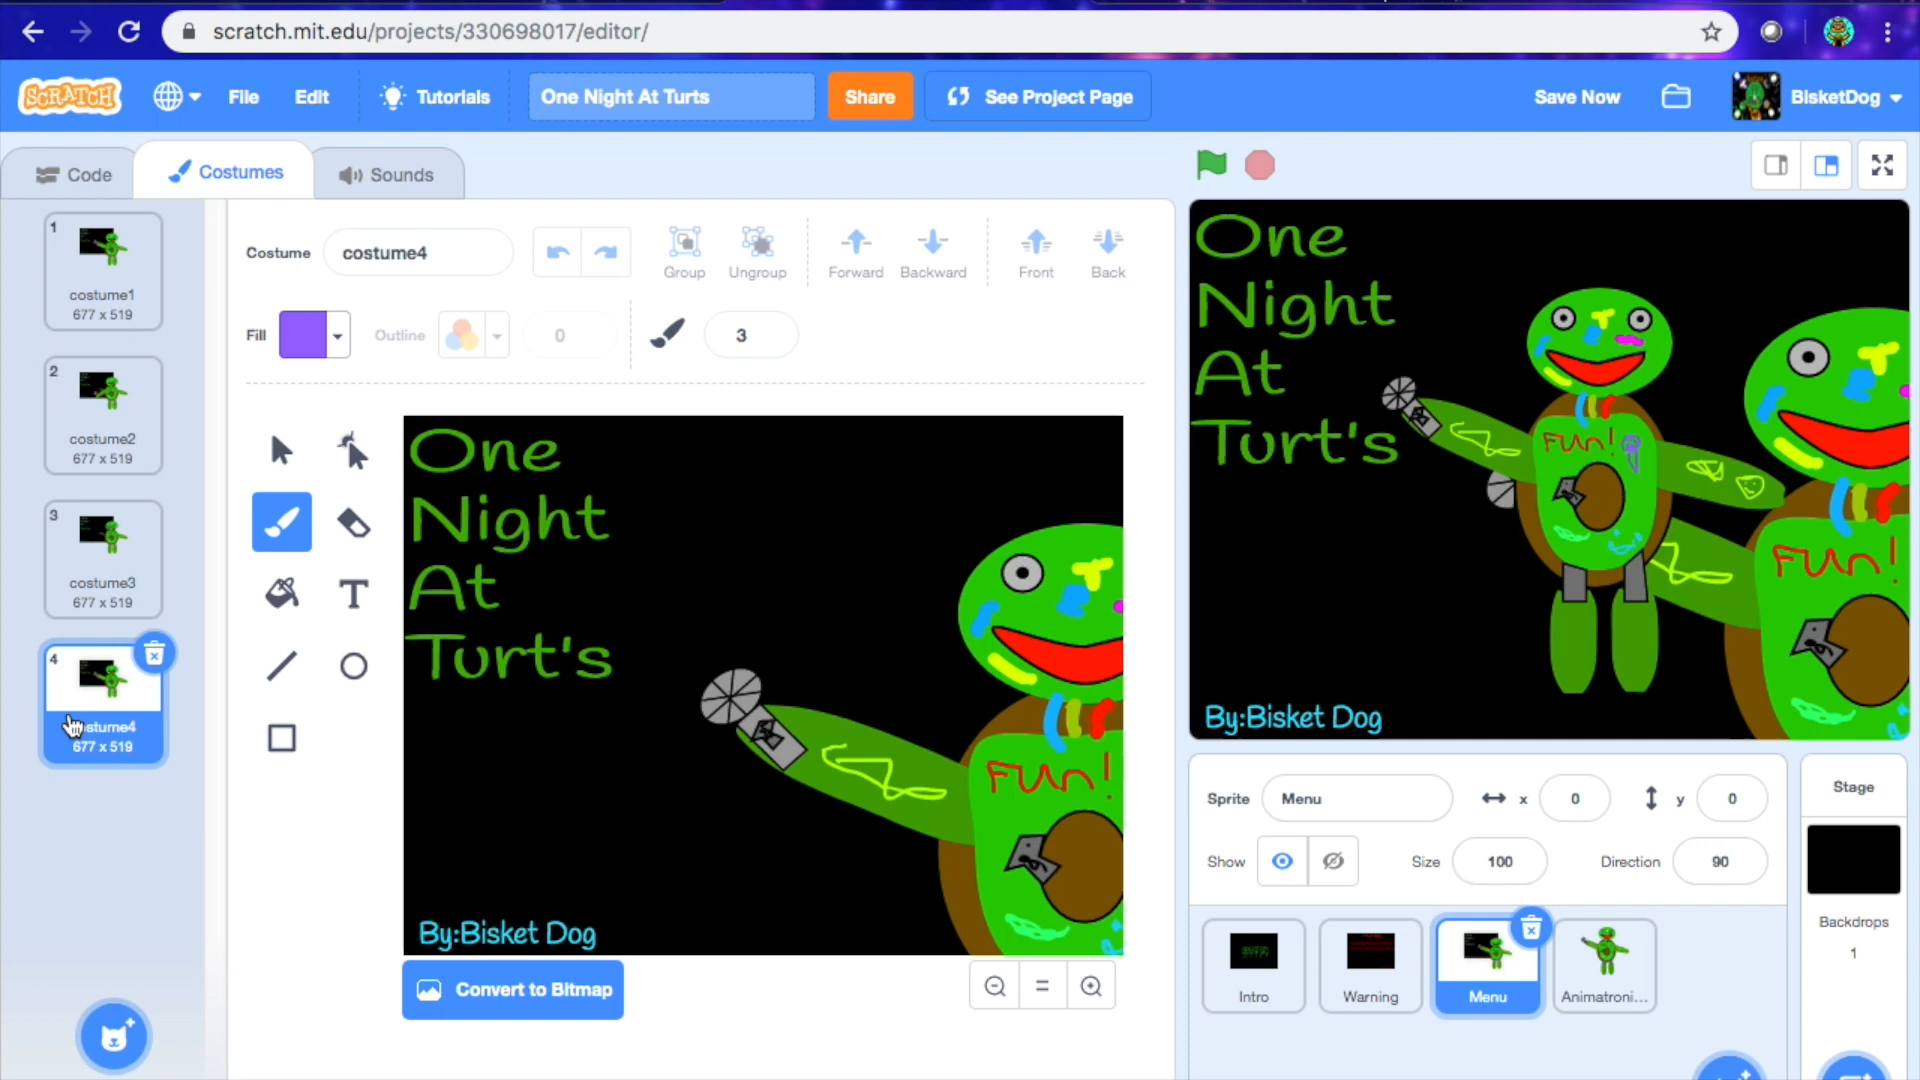 scratch.mit.edu/projects/330698017/editor/
SCRATCH
File
Edit
Tutorials
One Night At Turts
Share
See Project Page
Save Now
BIsketDog
Code
Costumes
Sounds
1
costume1
677 x 519
2
costume2
677 x 519
3
costume3
677 x 519
4
costume4
677 x 519
Costume
costume4
Group
Ungroup
Forward
Backward
Front
Back
Fill
Outline
0
3
One
Night
At
Turt's
FUn!
By:Bisket Dog
Convert to Bitmap
One
Night
At
Turt's
FUn!
FUn!
By:Bisket Dog
Sprite
Menu
x
0
y
0
Show
Size
100
Direction
90
Intro
Warning
Menu
Animatroni...
Stage
Backdrops
1